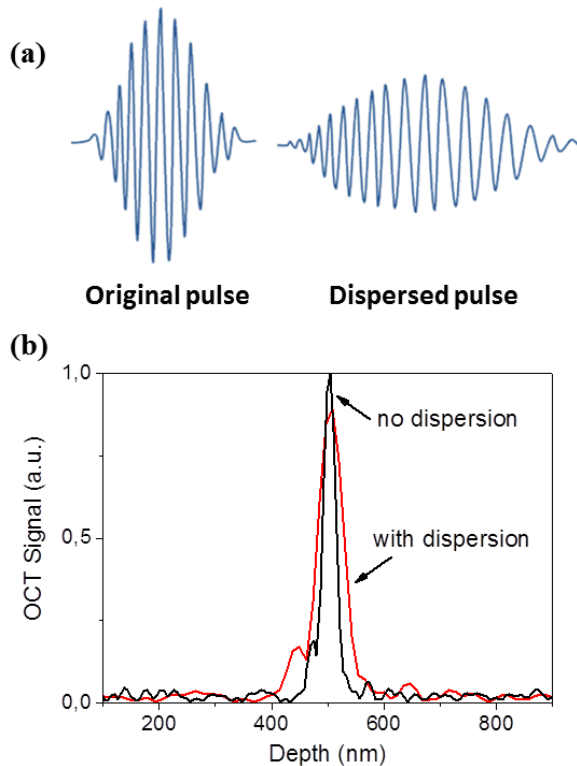 (a)
Original pulse
Dispersed pulse
(b)
1,0
0,5
0,0
OCT Signal (a.u.)
no dispersion
with dispersion
200
400
600
800
Depth (nm)